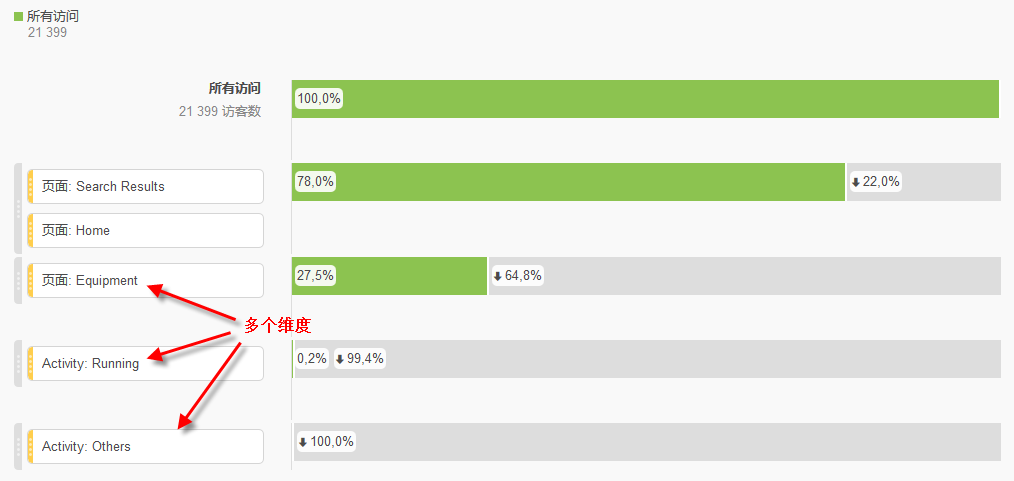 所有访问
21 399
所有访问
21 399 访客数
100,0%
页面: Search Results
78,0%
22,0%
页面: Home
页面: Equipment
27,5%
64,8%
多个维度
Activity: Running
0,2%
99,4%
Activity: Others
100,0%